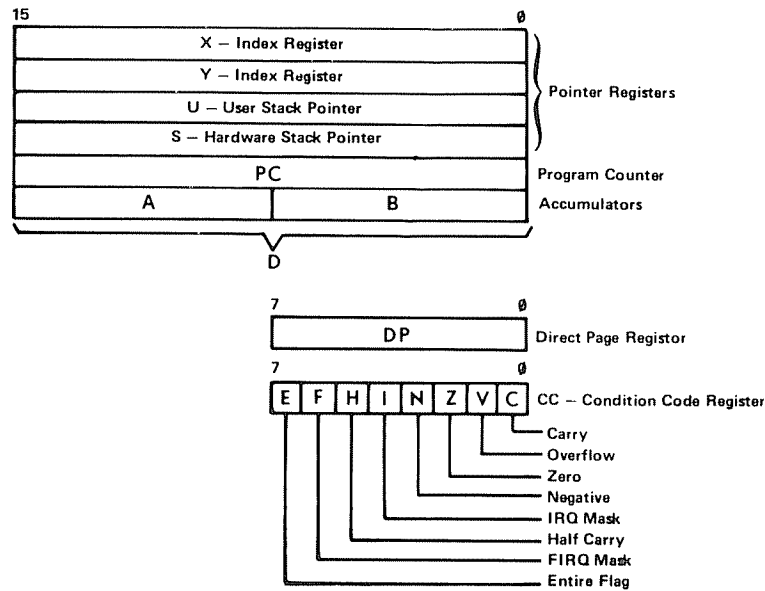 15 0
X – Index Register
Y – Index Register
U – User Stack Pointer
S – Hardware Stack Pointer
Pointer Registers
PC Program Counter
A B Accumulators
D
7 0
DP Direct Page Registor
7 0
E F H I N Z V C CC – Condition Code Register
Carry
Overflow
Zero
Negative
IRQ Mask
Half Carry
FIRQ Mask
Entire Flag